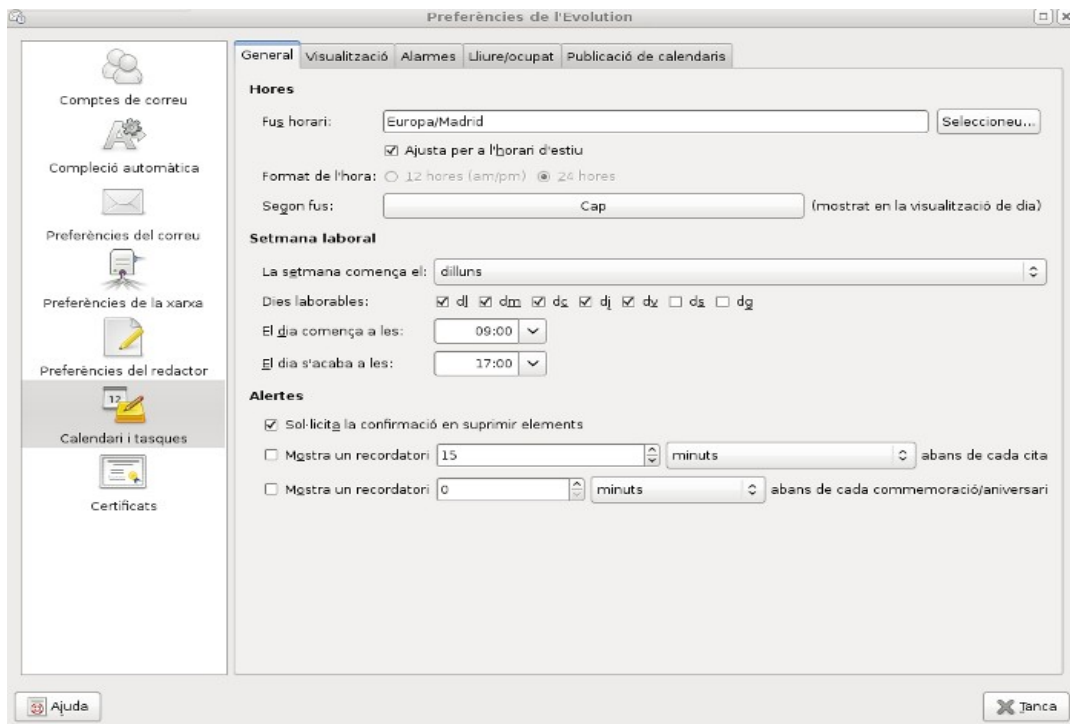 Preferències de l'Evolution
Comptes de correu
Compleció automàtica
Preferències del correu
Preferències de la xarxa
Preferències del redactor
12
Calendari i tasques
Certificats
General Visualització Alarmes Lliure/ocupat Publicació de calendaris
Hores
Fus horari: Europa/Madrid Seleccioneu...
Ajusta per a l'horari d'estiu
Format de l'hora: 12 hores (am/pm) 24 hores
Segon fus: Cap (mostrat en la visualització de dia)
Setmana laboral
La setmana comença el: dilluns
Dies laborables: dl dm dc dj dv ds dg
El dia comença a les: 09:00
El dia s'acaba a les: 17:00
Alertes
Sol·licita la confirmació en suprimir elements
Mostra un recordatori 15 minuts abans de cada cita
Mostra un recordatori 0 minuts abans de cada commemoració/aniversari
Ajuda Tanca